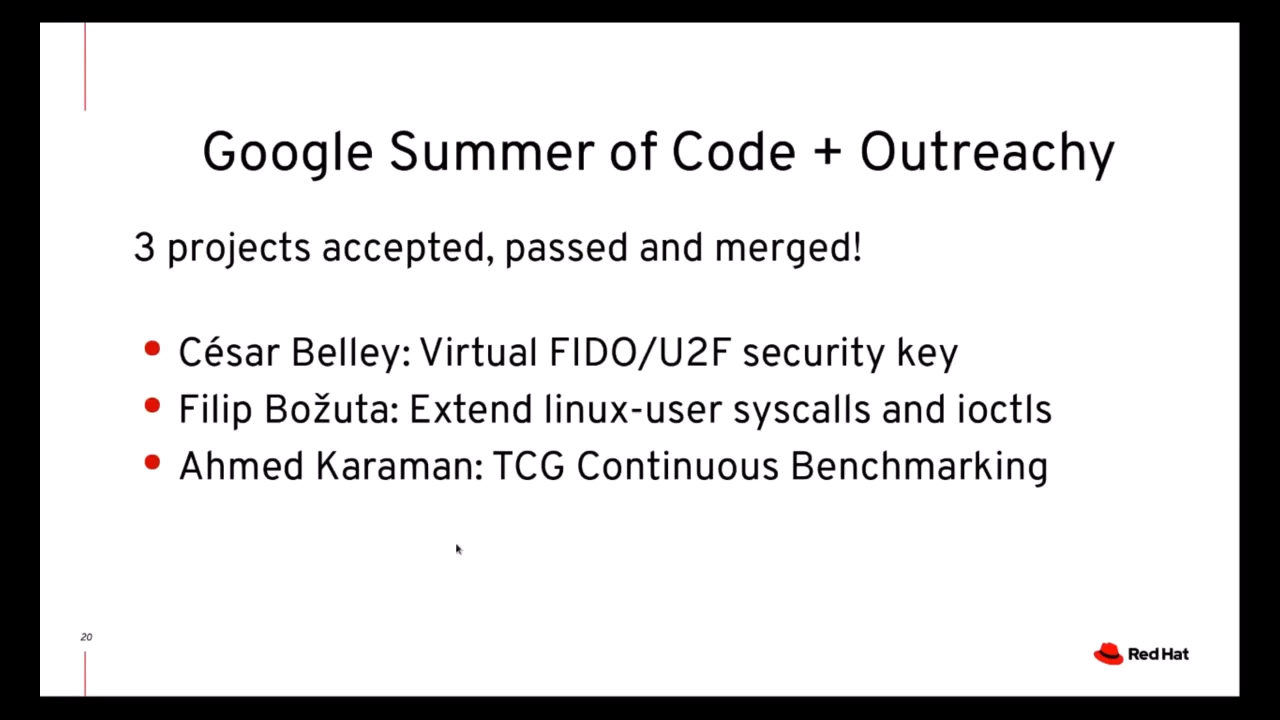 Google Summer of Code + Outreachy
3 projects accepted, passed and merged!
César Belley: Virtual FIDO/U2F security key
Filip Božuta: Extend linux-user syscalls and ioctls
Ahmed Karaman: TCG Continuous Benchmarking
20
Red Hat